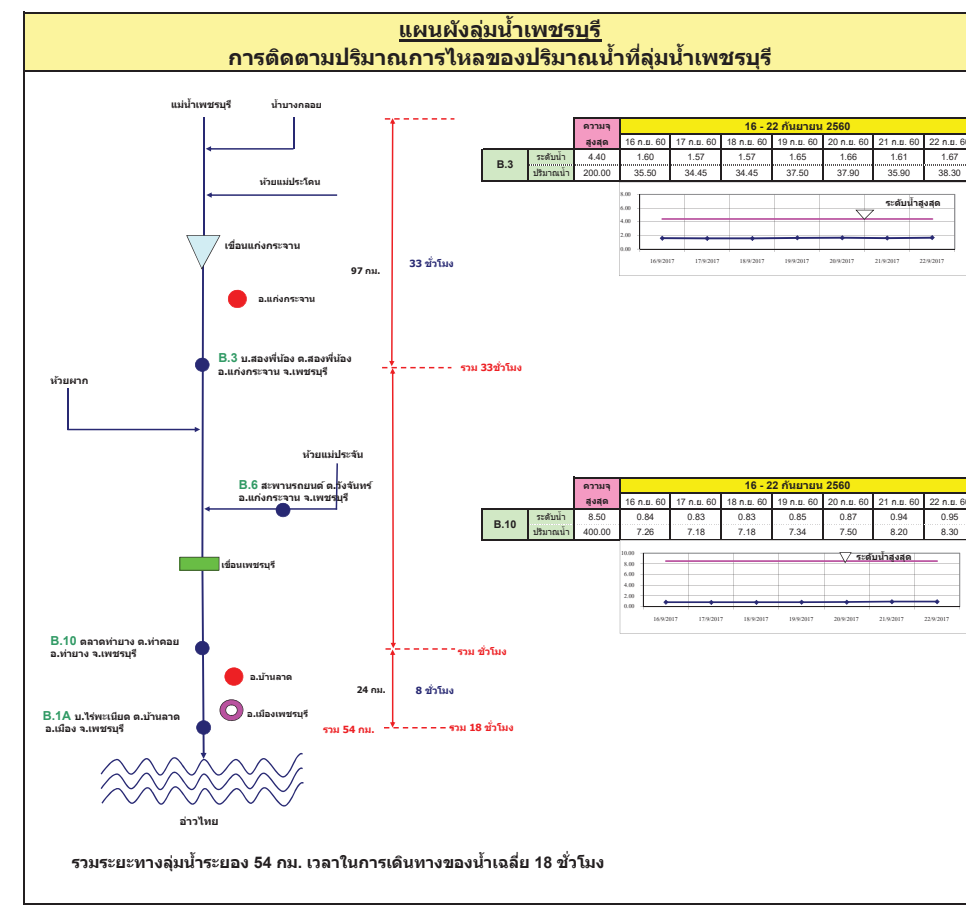 แผนผังลุ่มน้ำเพชรบุรี
การติดตามปริมาณการไหลของปริมาณน้ำที่ลุ่มน้ำเพชรบุรี
แม่น้ำเพชรบุรี
น้ำบางกลอย
ห้วยแม่ประโดน
เขื่อนแก่งกระจาน
97 กม.
33 ชั่วโมง
อ.แก่งกระจาน
B.3 บ.สองพี่น้อง ต.สองพี่น้อง
อ.แก่งกระจาน จ.เพชรบุรี
รวม 33ชั่วโมง
ห้วยผาก
ห้วยแม่ประจัน
B.6 สะพานรถยนต์ ต.วังจันทร์
อ.แก่งกระจาน จ.เพชรบุรี
เขื่อนเพชรบุรี
B.10 ตลาดท่ายาง ต.ท่าคอย
อ.ท่ายาง จ.เพชรบุรี
รวม ชั่วโมง
อ.บ้านลาด
24 กม.
8 ชั่วโมง
B.1A บ.ไร่พะเนียด ต.บ้านลาด
อ.เมือง จ.เพชรบุรี
อ.เมืองเพชรบุรี
รวม 54 กม.
รวม 18 ชั่วโมง
อ่าวไทย
รวมระยะทางลุ่มน้ำระยอง 54 กม. เวลาในการเดินทางของน้ำเฉลี่ย 18 ชั่วโมง
ความจุ 16 - 22 กันยายน 2560
สูงสุด 16 ก.ย. 60 17 ก.ย. 60 18 ก.ย. 60 19 ก.ย. 60 20 ก.ย. 60 21 ก.ย. 60 22 ก.ย. 60
B.3
ระดับน้ำ 4.40 1.60 1.57 1.57 1.65 1.66 1.61 1.67
ปริมาณน้ำ 200.00 35.50 34.45 34.45 37.50 37.90 35.90 38.30
ระดับน้ำสูงสุด
8.00
6.00
4.00
2.00
0.00
16/9/2017 17/9/2017 18/9/2017 19/9/2017 20/9/2017 21/9/2017 22/9/2017
ความจุ 16 - 22 กันยายน 2560
สูงสุด 16 ก.ย. 60 17 ก.ย. 60 18 ก.ย. 60 19 ก.ย. 60 20 ก.ย. 60 21 ก.ย. 60 22 ก.ย. 60
B.10
ระดับน้ำ 8.50 0.84 0.83 0.83 0.85 0.87 0.94 0.95
ปริมาณน้ำ 400.00 7.26 7.18 7.18 7.34 7.50 8.20 8.30
ระดับน้ำสูงสุด
10.00
8.00
6.00
4.00
2.00
0.00
16/9/2017 17/9/2017 18/9/2017 19/9/2017 20/9/2017 21/9/2017 22/9/2017